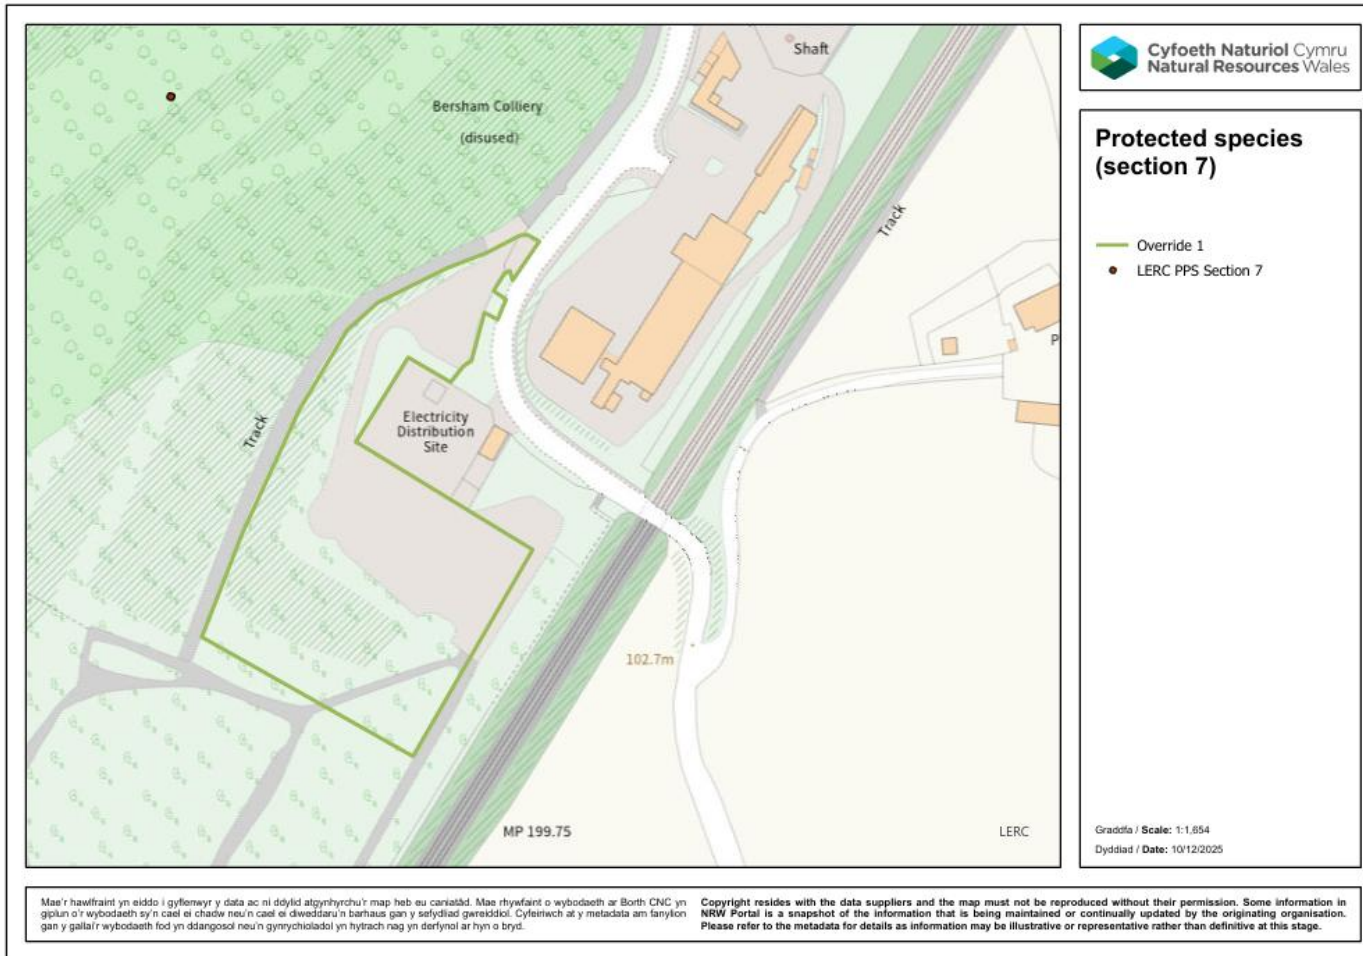 Shaft
Bersham Colliery
(disused)
Track
Track
P
Electricity
Distribution
Site
102.7m
MP 199.75
LERC
Cyfoeth Naturiol Cymru
Natural Resources Wales
Protected species
(section 7)
Override 1
LERC PPS Section 7
Graddfa / Scale: 1:1,654
Dyddiad / Date: 10/12/2025
Mae'r hawlfraint yn eiddo i gyflenwyr y data ac ni ddylid atgynhyrchu'r map heb eu caniatâd. Mae rhywfaint o wybodaeth ar Borth CNC yn
giplun o'r wybodaeth sy'n cael ei chadw neu'n cael ei diweddaru'n barhaus gan y sefydliad gwreiddiol. Cyfeiriwch at y metadata am fanylion
gan y gallai'r wybodaeth fod yn ddangosol neu'n gynrychioladol yn hytrach nag yn derfynol ar hyn o bryd.
Copyright resides with the data suppliers and the map must not be reproduced without their permission. Some information in
NRW Portal is a snapshot of the information that is being maintained or continually updated by the originating organisation.
Please refer to the metadata for details as information may be illustrative or representative rather than definitive at this stage.